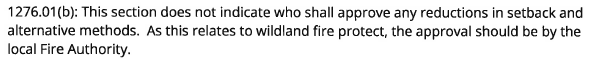 1276.01(b): This section does not indicate who shall approve any reductions in setback and
alternative methods.  As this relates to wildland fire protect, the approval should be by the
local Fire Authority.